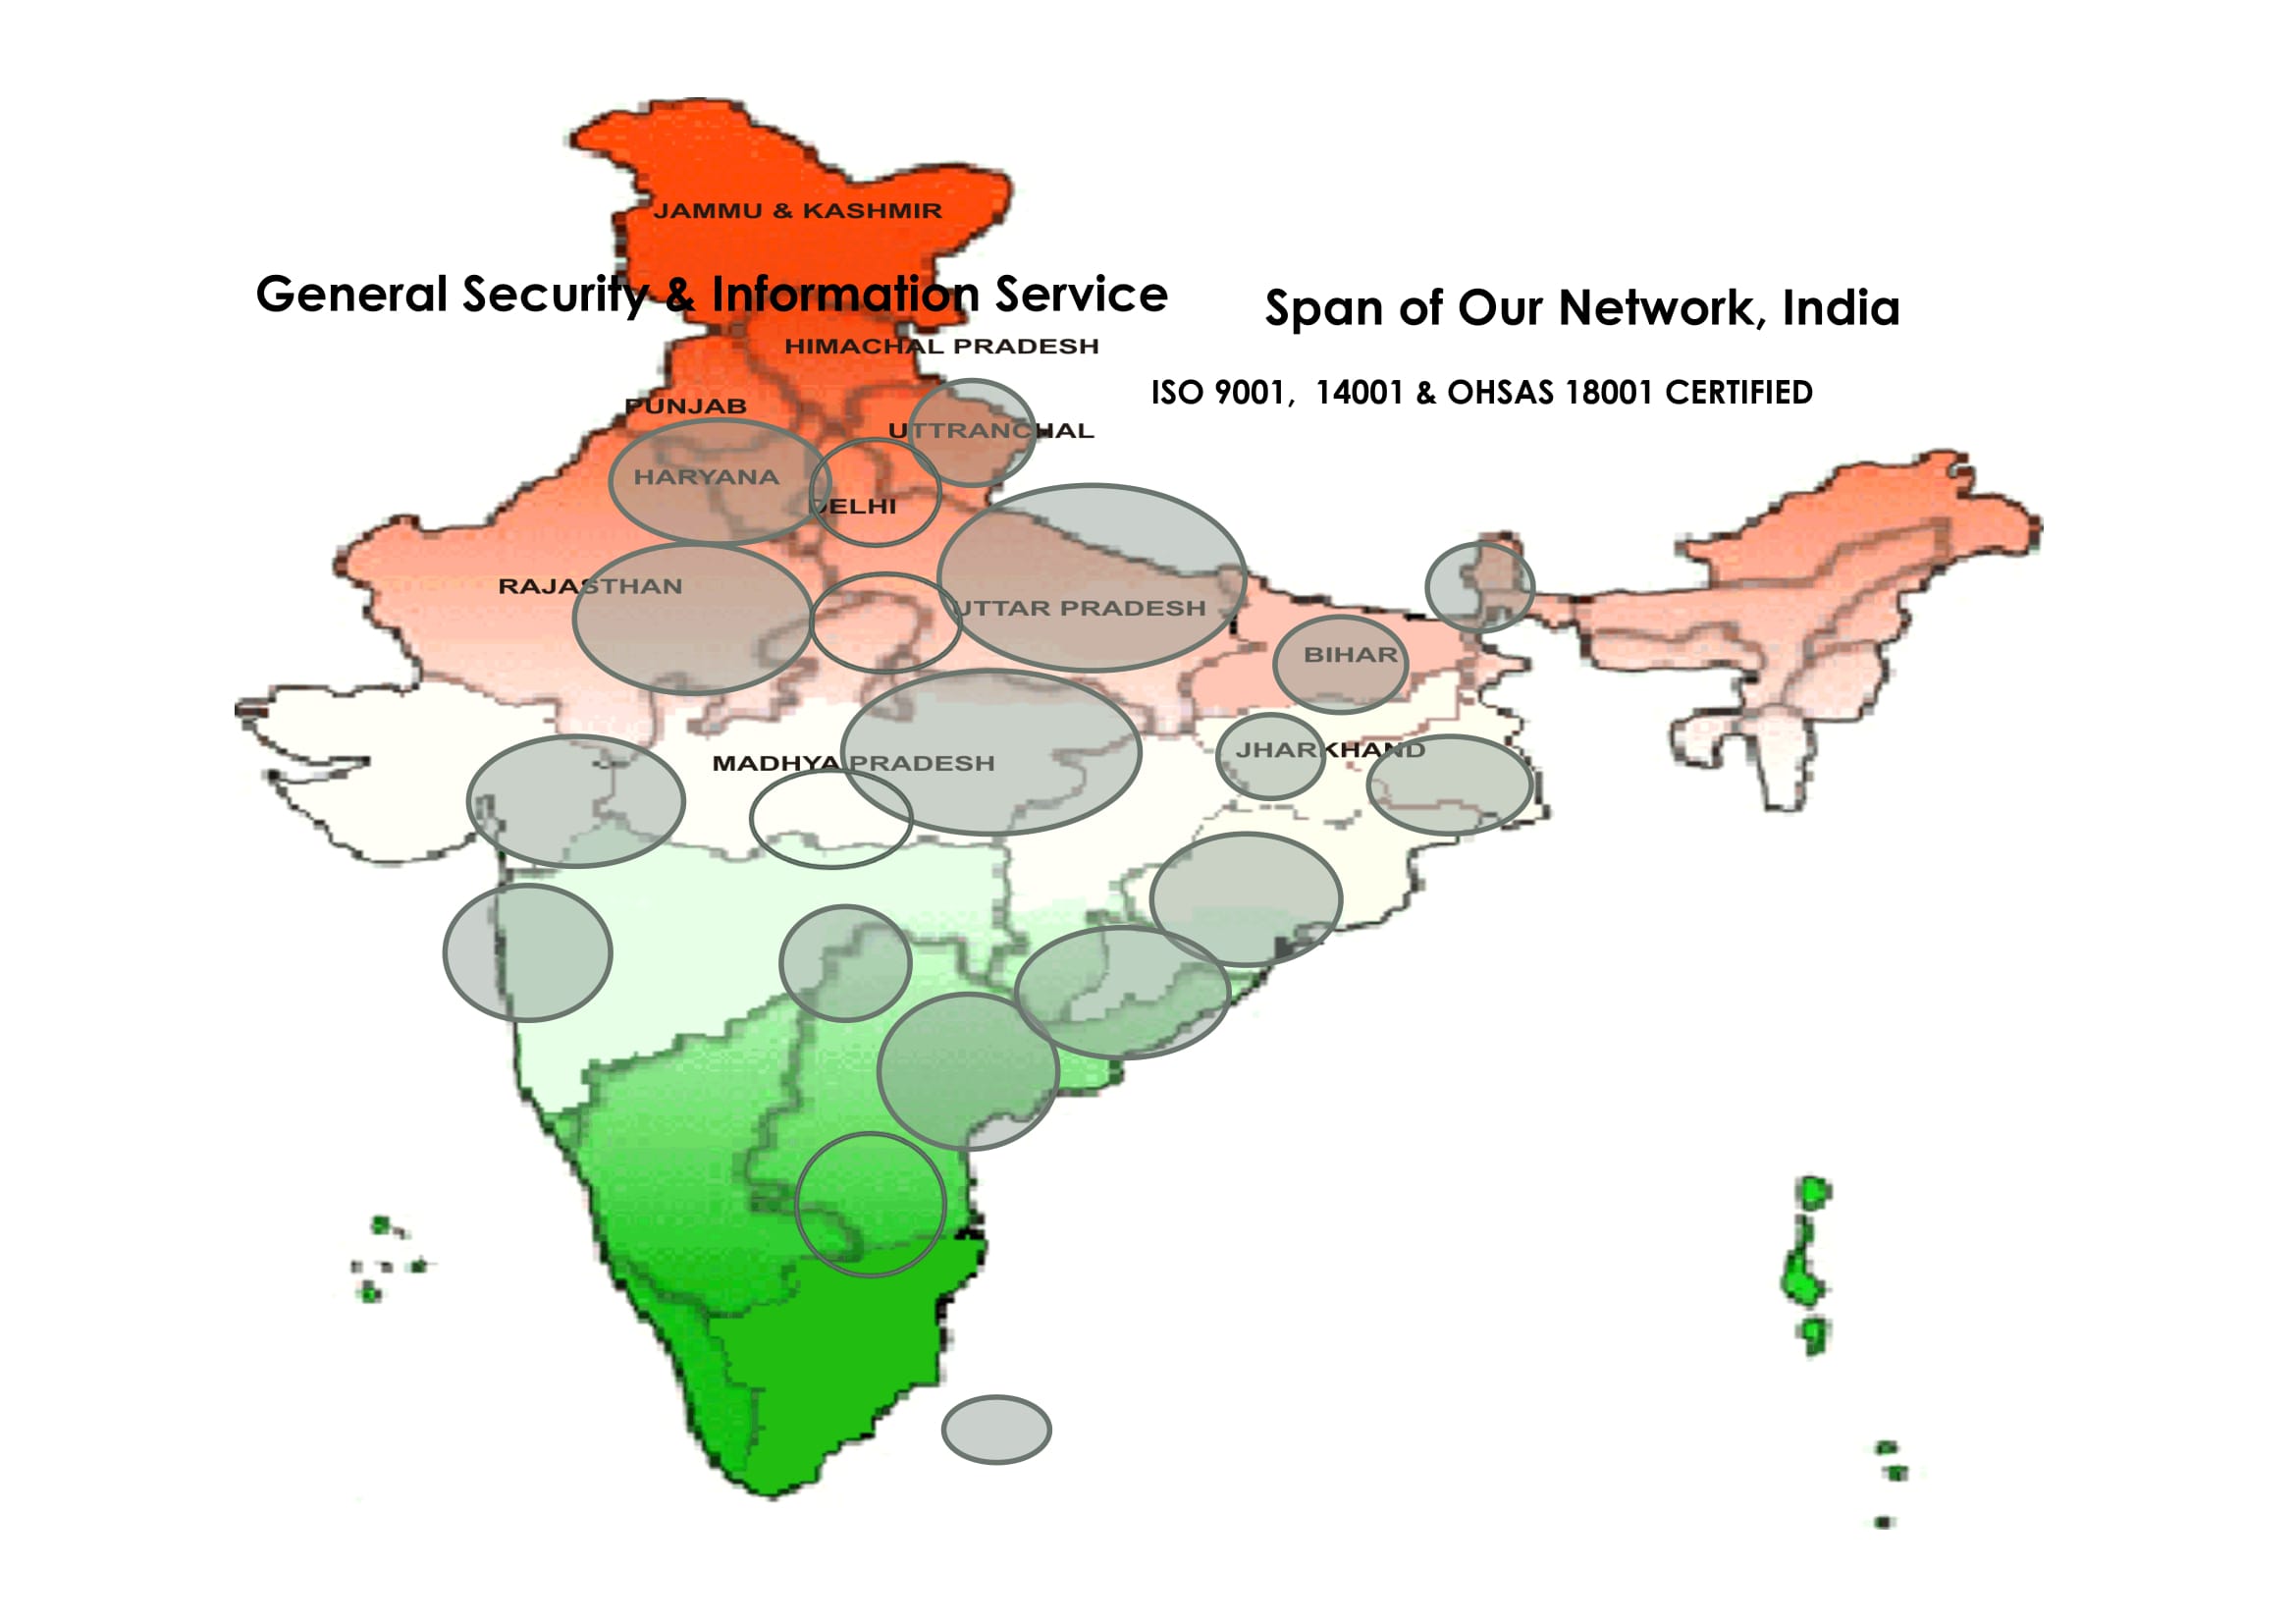 JAMMU & KASHMIR
General Security & Information Service
Span of Our Network, India
HIMACHAL PRADESH
ISO 9001, 14001 & OHSAS 18001 CERTIFIED
PUNJAB
UTTRANCHAL
HARYANA
DELHI
RAJASTHAN
UTTAR PRADESH
BIHAR
JHARKHAND
MADHYA PRADESH